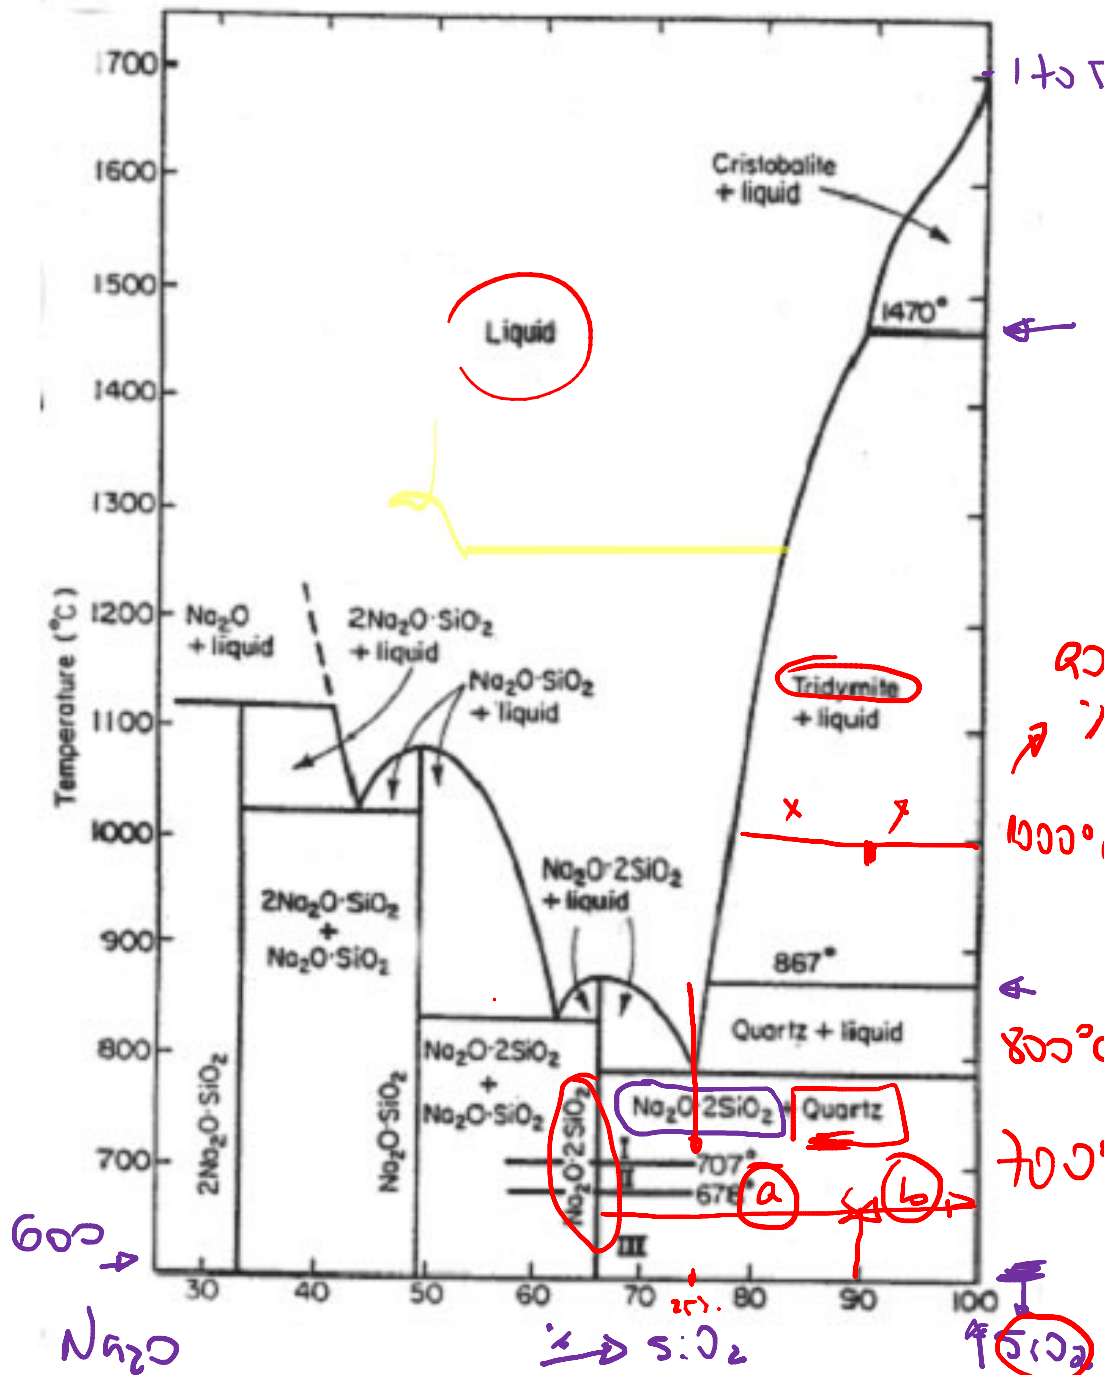 1700
1600
1500
1400
1300
1200
1100
1000
900
800
700
Temperature (°C)
Cristobalite
+ liquid
1470°
Liquid
Na₂O
+ liquid
2Na₂O·SiO₂
+ liquid
Na₂O·SiO₂
+ liquid
Tridymite
+ liquid
x
y
1000°
2Na₂O·SiO₂
+
Na₂O·SiO₂
Na₂O·2SiO₂
+ liquid
867°
Quartz + liquid
800°
Na₂O·2SiO₂
+
Na₂O·SiO₂
Na₂O·2SiO₂ + Quartz
2Na₂O·SiO₂
Na₂O·SiO₂
Na₂O·2SiO₂
I
707°
II
678°
III
700°
a
b
600
30 40 50 60 70 80 90 100
Na₂O
% → SiO₂
SiO₂